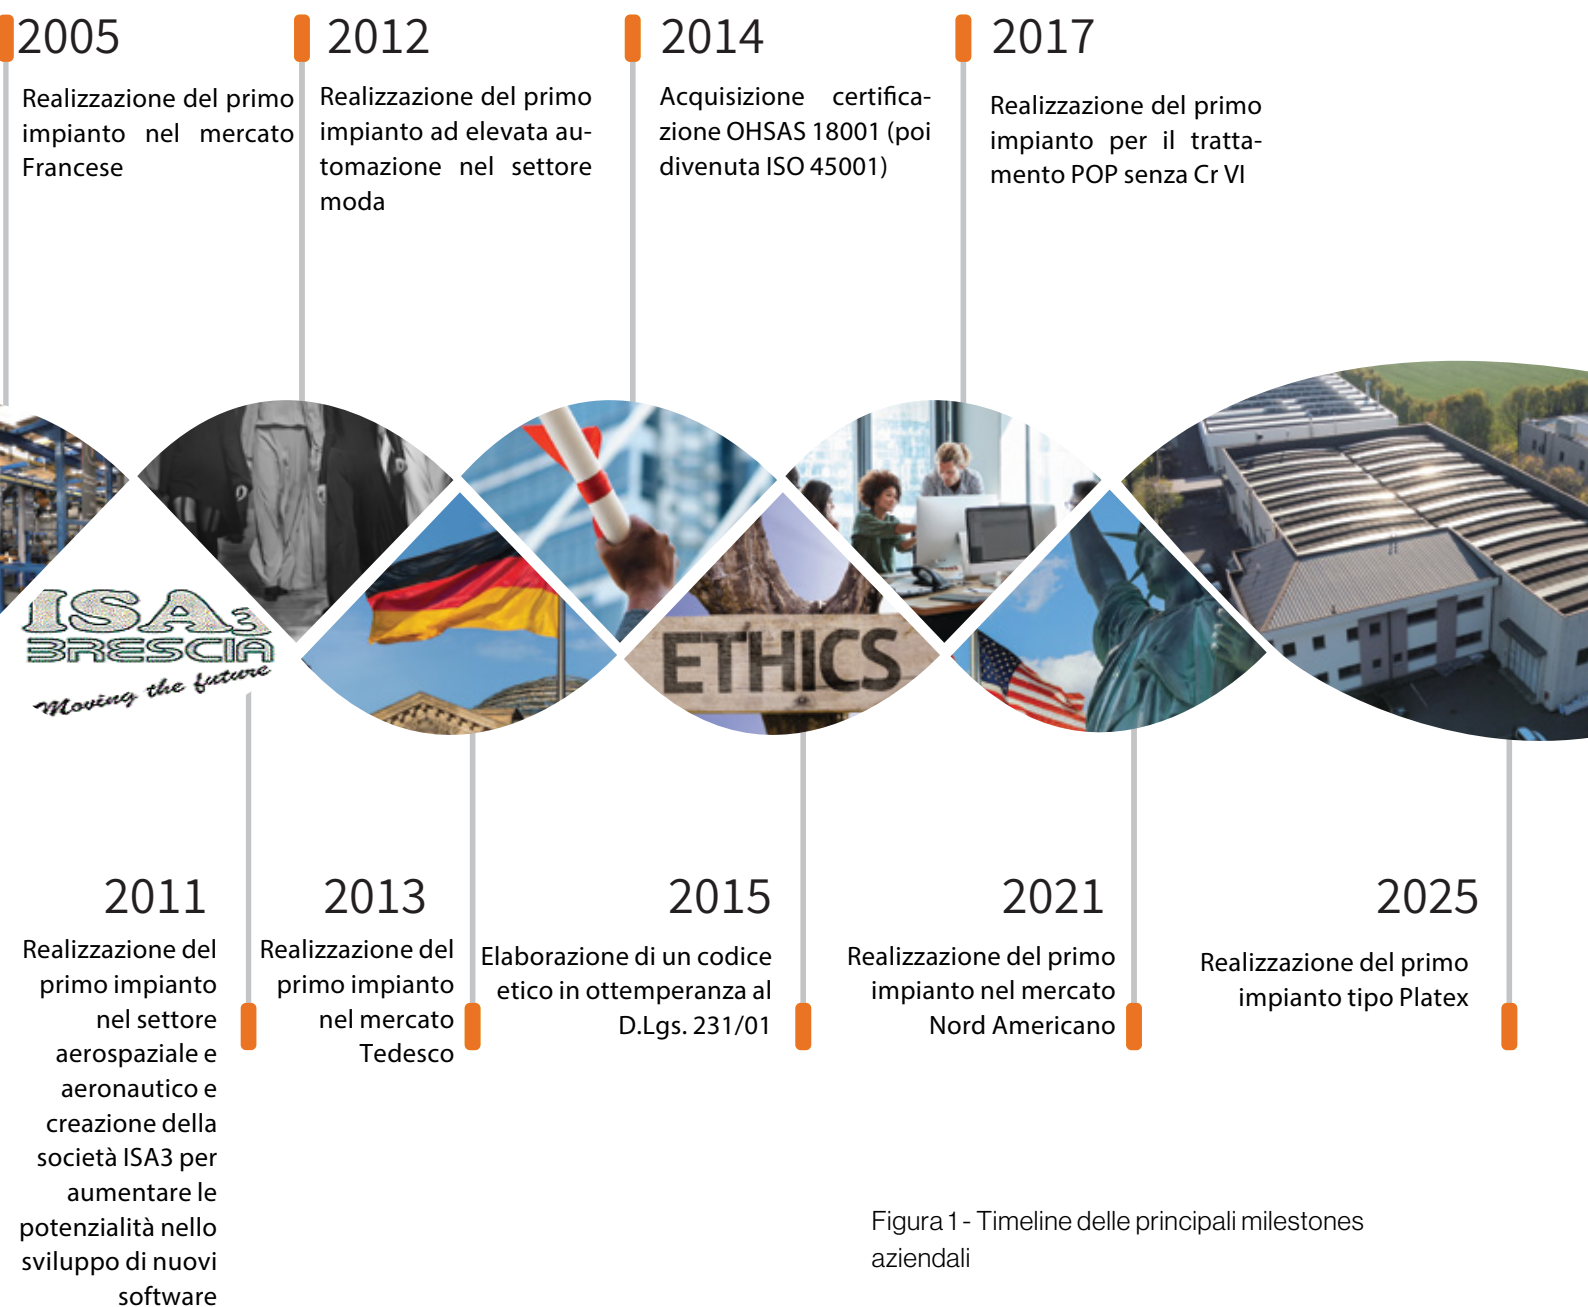 2005
Realizzazione del primo
impianto nel mercato
Francese
2012
Realizzazione del primo
impianto ad elevata au-
tomazione nel settore
moda
2014
Acquisizione certifica-
zione OHSAS 18001 (poi
divenuta ISO 45001)
2017
Realizzazione del primo
impianto per il tratta-
mento POP senza Cr VI
ISA3
BRESCIA
Moving the future
ETHICS
2011
Realizzazione del
primo impianto
nel settore
aerospaziale e
aeronautico e
creazione della
società ISA3 per
aumentare le
potenzialità nello
sviluppo di nuovi
software
2013
Realizzazione del
primo impianto
nel mercato
Tedesco
2015
Elaborazione di un codice
etico in ottemperanza al
D.Lgs. 231/01
2021
Realizzazione del primo
impianto nel mercato
Nord Americano
2025
Realizzazione del primo
impianto tipo Platex
Figura 1 - Timeline delle principali milestones
aziendali